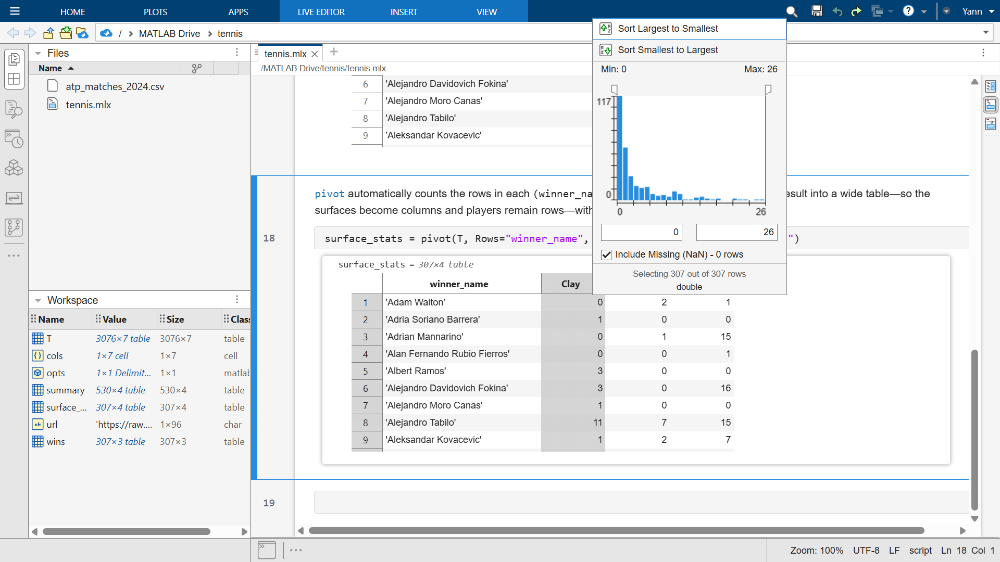 HOME PLOTS APPS LIVE EDITOR INSERT VIEW ? Yann
/ MATLAB Drive tennis
Files
Name
atp_matches_2024.csv
tennis.mlx
Workspace
Name Value Size Clas
T 3076×7 table 3076×7 table
cols 1×7 cell 1×7 cell
opts 1×1 Delimit... 1×1 matlab
summary 530×4 table 530×4 table
surface_... 307×4 table 307×4 table
url 'https://raw.... 1×96 char
wins 307×3 table 307×3 table
tennis.mlx
/MATLAB Drive/tennis/tennis.mlx
6 'Alejandro Davidovich Fokina'
7 'Alejandro Moro Canas'
8 'Alejandro Tabilo'
9 'Aleksandar Kovacevic'
pivot automatically counts the rows in each (winner_na esult into a wide table—so the
surfaces become columns and players remain rows—with
18 surface_stats = pivot(T, Rows="winner_name", ")
surface_stats = 307×4 table
winner_name Clay
1 'Adam Walton' 0 2 1
2 'Adria Soriano Barrera' 1 0 0
3 'Adrian Mannarino' 0 1 15
4 'Alan Fernando Rubio Fierros' 0 0 1
5 'Albert Ramos' 3 0 0
6 'Alejandro Davidovich Fokina' 3 0 16
7 'Alejandro Moro Canas' 1 0 0
8 'Alejandro Tabilo' 11 7 15
9 'Aleksandar Kovacevic' 1 2 7
19
Sort Largest to Smallest
Sort Smallest to Largest
Min: 0 Max: 26
117
0
0 26
0 26
Include Missing (NaN) - 0 rows
Selecting 307 out of 307 rows
double
Zoom: 100% UTF-8 LF script Ln 18 Col 1